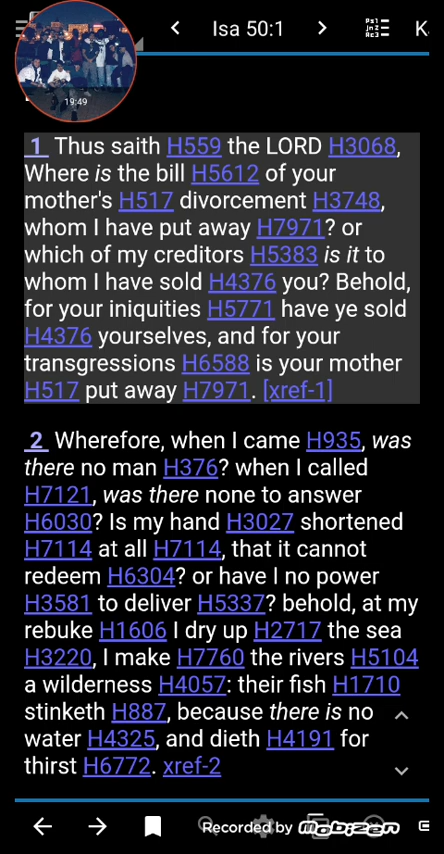 Isa 50:1
K
19:49
1 Thus saith H559 the LORD H3068,
Where is the bill H5612 of your
mother's H517 divorcement H3748,
whom I have put away H7971? or
which of my creditors H5383 is it to
whom I have sold H4376 you? Behold,
for your iniquities H5771 have ye sold
H4376 yourselves, and for your
transgressions H6588 is your mother
H517 put away H7971. [xref-1]
2 Wherefore, when I came H935, was
there no man H376? when I called
H7121, was there none to answer
H6030? Is my hand H3027 shortened
H7114 at all H7114, that it cannot
redeem H6304? or have I no power
H3581 to deliver H5337? behold, at my
rebuke H1606 I dry up H2717 the sea
H3220, I make H7760 the rivers H5104
a wilderness H4057: their fish H1710
stinketh H887, because there is no
water H4325, and dieth H4191 for
thirst H6772. xref-2
Recorded by mobizen